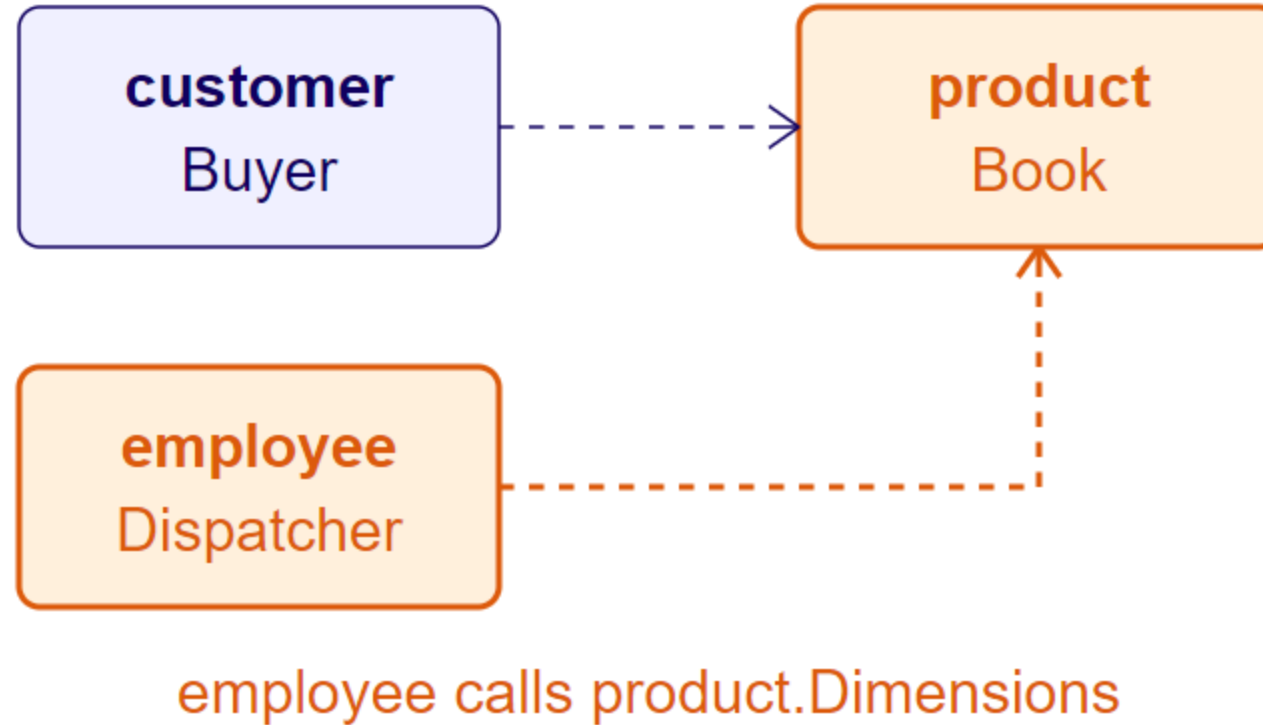 customer
Buyer
product
Book
employee
Dispatcher
employee calls product.Dimensions